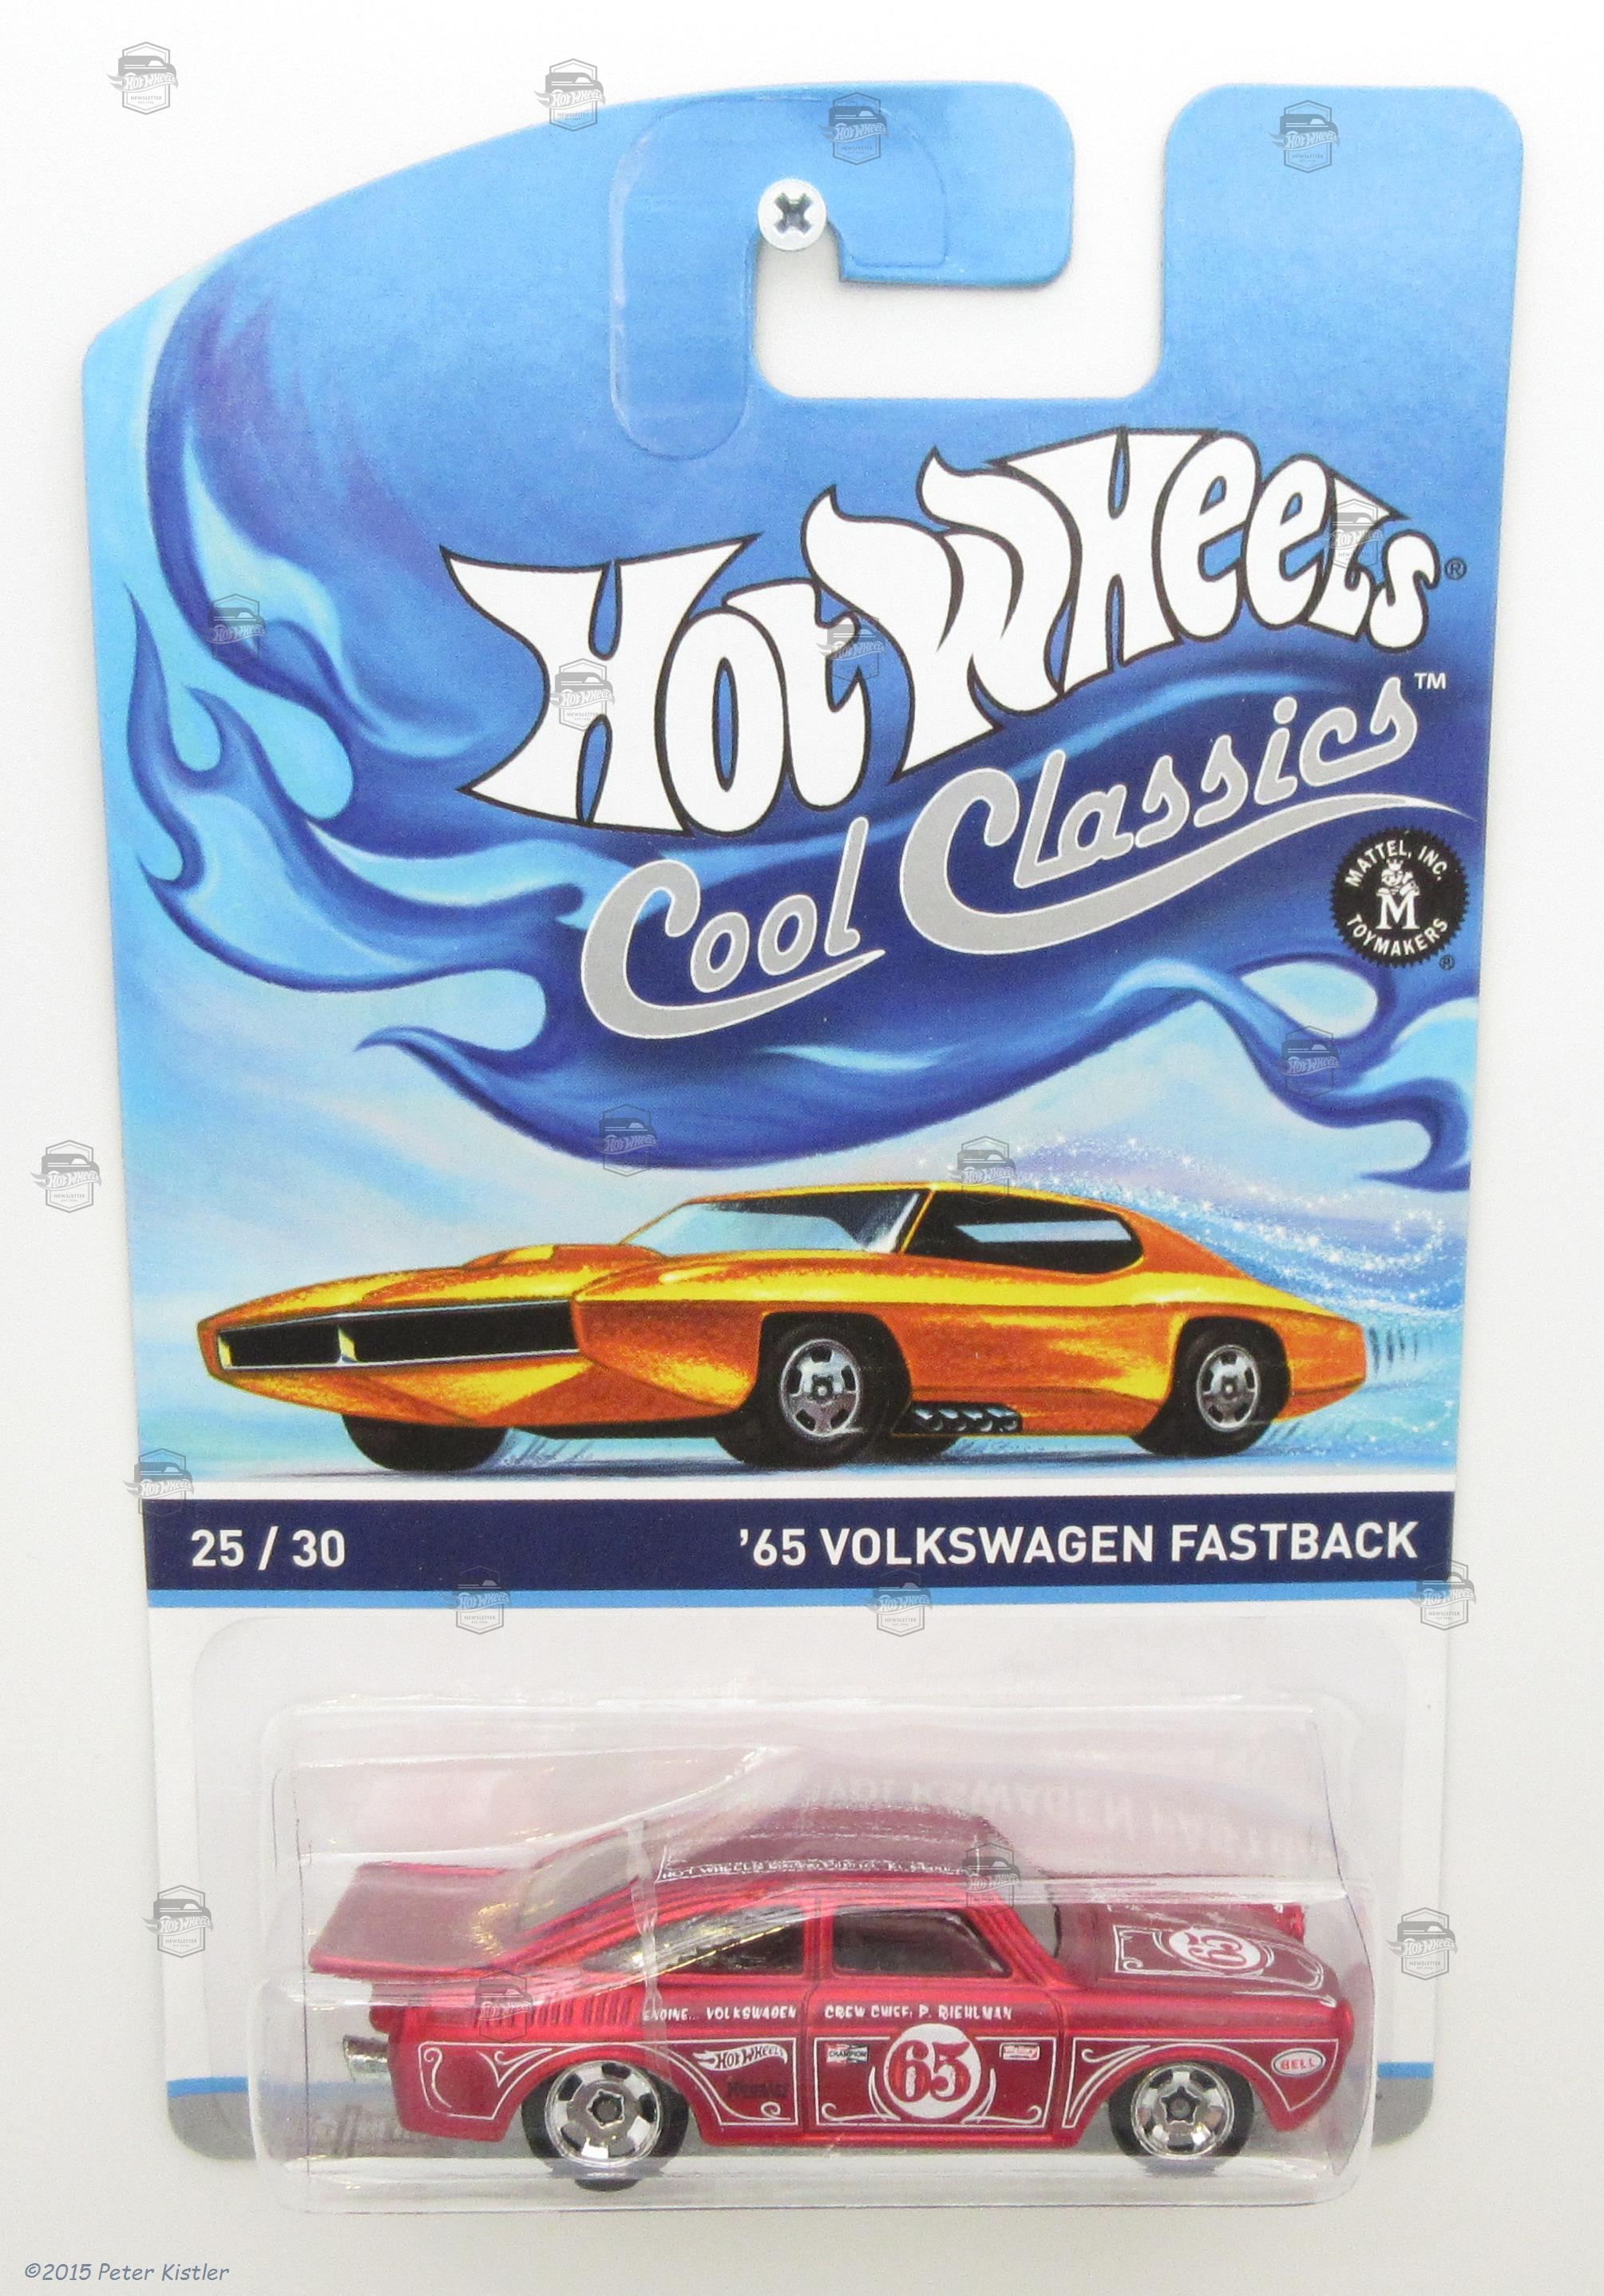 Hot Wheels®
Cool Classics™
MATTEL, INC.
M
TOYMAKERS
®
25 / 30
'65 VOLKSWAGEN FASTBACK
65
ENGINE... VOLKSWAGEN
CREW CHIEF: P. RIEHLMAN
Hot Wheels
CHAMPION
65
BELL
©2015 Peter Kistler